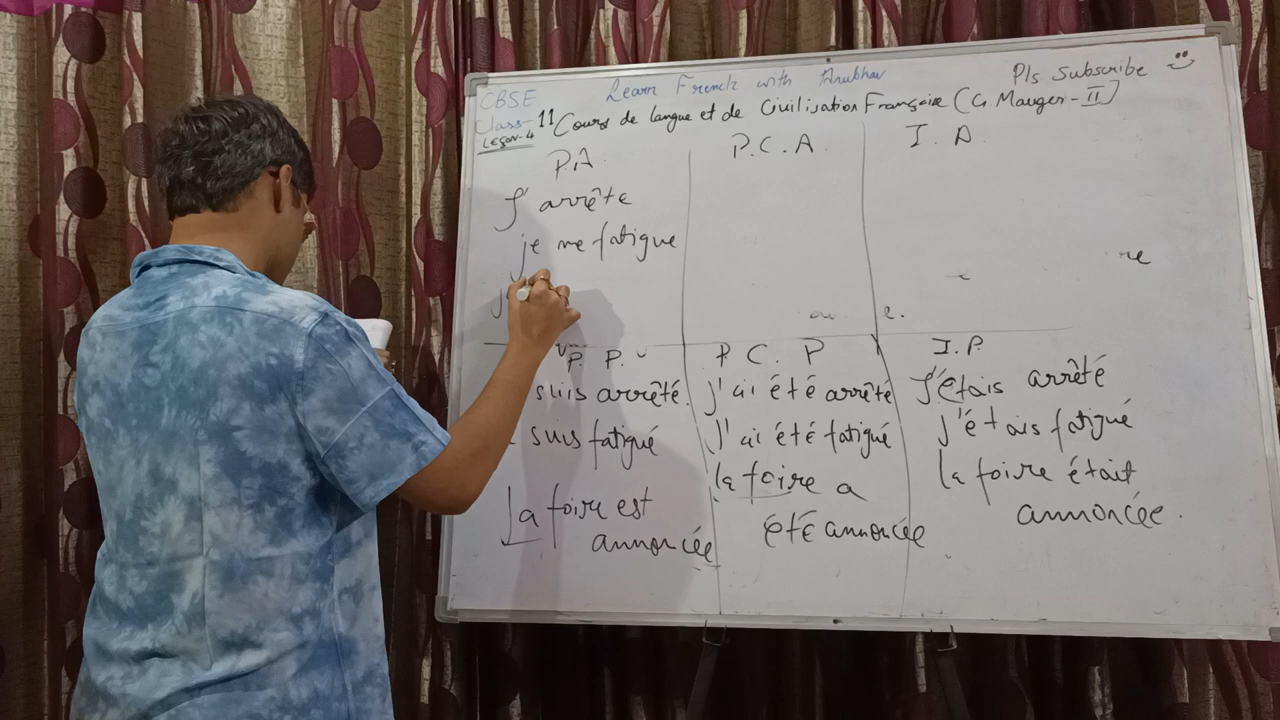 CBSE Learn French with Anubhav Pls Subscribe
Class-11 Cours de langue et de Civilisation Française (G Mauger-II)
Leçon-4
P.A P.C.A I.A
J'arrête
je me fatigue
re
e.
P. P. P C. P I.P.
suis arrêté. J'ai été arrêté J'étais arrêté
suis fatigué J'ai été fatigué j'étais fatigué
La foire est la foire a la foire était
annoncée été annoncée annoncée.